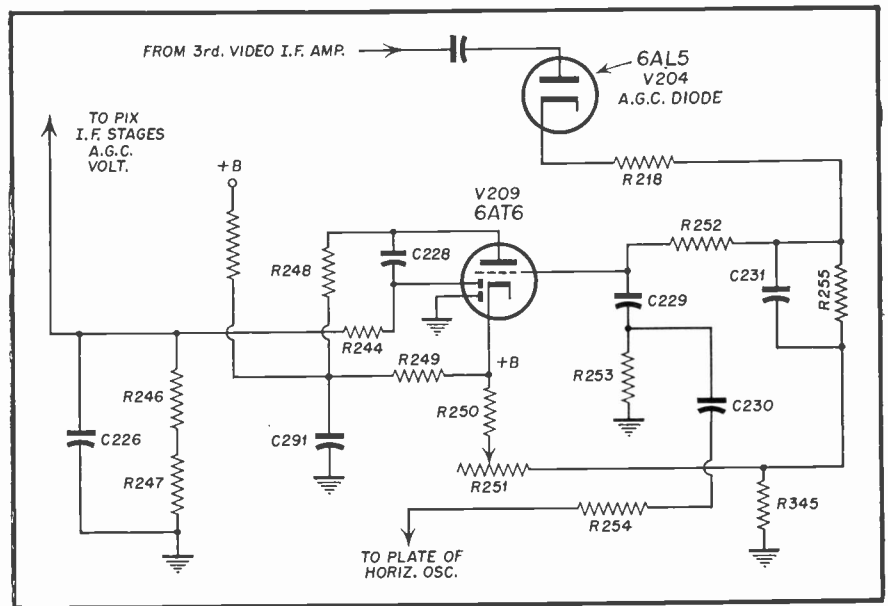 FROM 3rd. VIDEO I.F. AMP.
6AL5
V204
A.G.C. DIODE
TO PIX
I.F. STAGES
A.G.C.
VOLT.
+B
R218
V209
6AT6
R252
R248
C228
C231
R255
C229
R244
R249
+B
R253
R246
R250
C230
C226
C291
R247
R251
R345
R254
TO PLATE OF
HORIZ. OSC.